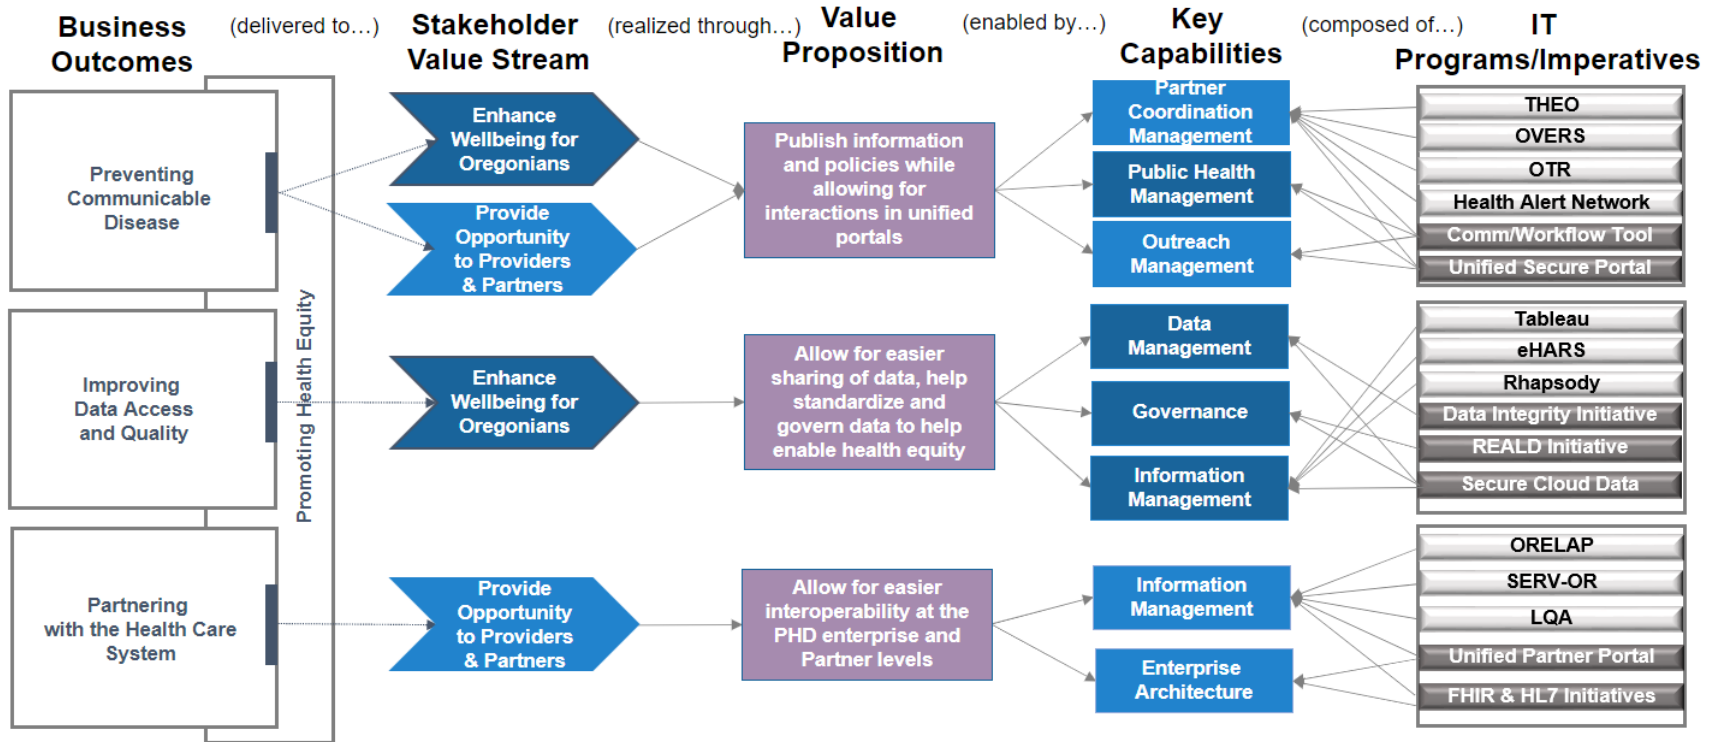 Business
Outcomes
(delivered to…)
Stakeholder
Value Stream
(realized through…)
Value
Proposition
(enabled by…)
Key
Capabilities
(composed of…)
IT
Programs/Imperatives
Promoting Health Equity
Preventing
Communicable
Disease
Enhance
Wellbeing for
Oregonians
Provide
Opportunity
to Providers
& Partners
Publish information
and policies while
allowing for
interactions in unified
portals
Partner
Coordination
Management
Public Health
Management
Outreach
Management
THEO
OVERS
OTR
Health Alert Network
Comm/Workflow Tool
Unified Secure Portal
Improving
Data Access
and Quality
Enhance
Wellbeing for
Oregonians
Allow for easier
sharing of data, help
standardize and
govern data to help
enable health equity
Data
Management
Governance
Information
Management
Tableau
eHARS
Rhapsody
Data Integrity Initiative
REALD Initiative
Secure Cloud Data
Partnering
with the Health Care
System
Provide
Opportunity
to Providers
& Partners
Allow for easier
interoperability at the
PHD enterprise and
Partner levels
Information
Management
Enterprise
Architecture
ORELAP
SERV-OR
LQA
Unified Partner Portal
FHIR & HL7 Initiatives